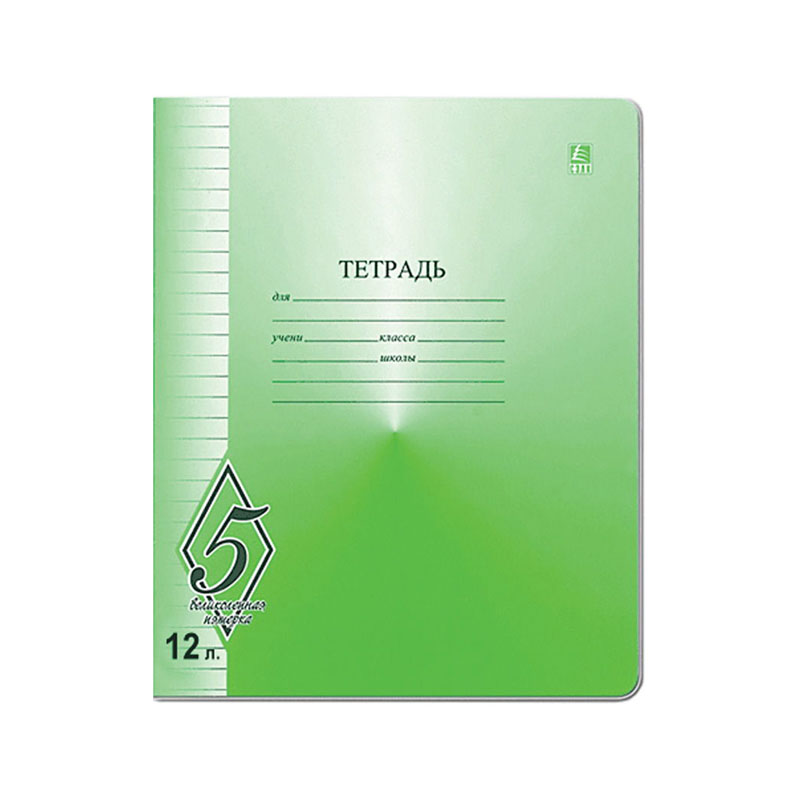 ТЕТРАДЬ
для
учени класса
школы
5
великолепная
пятерка
12 л.